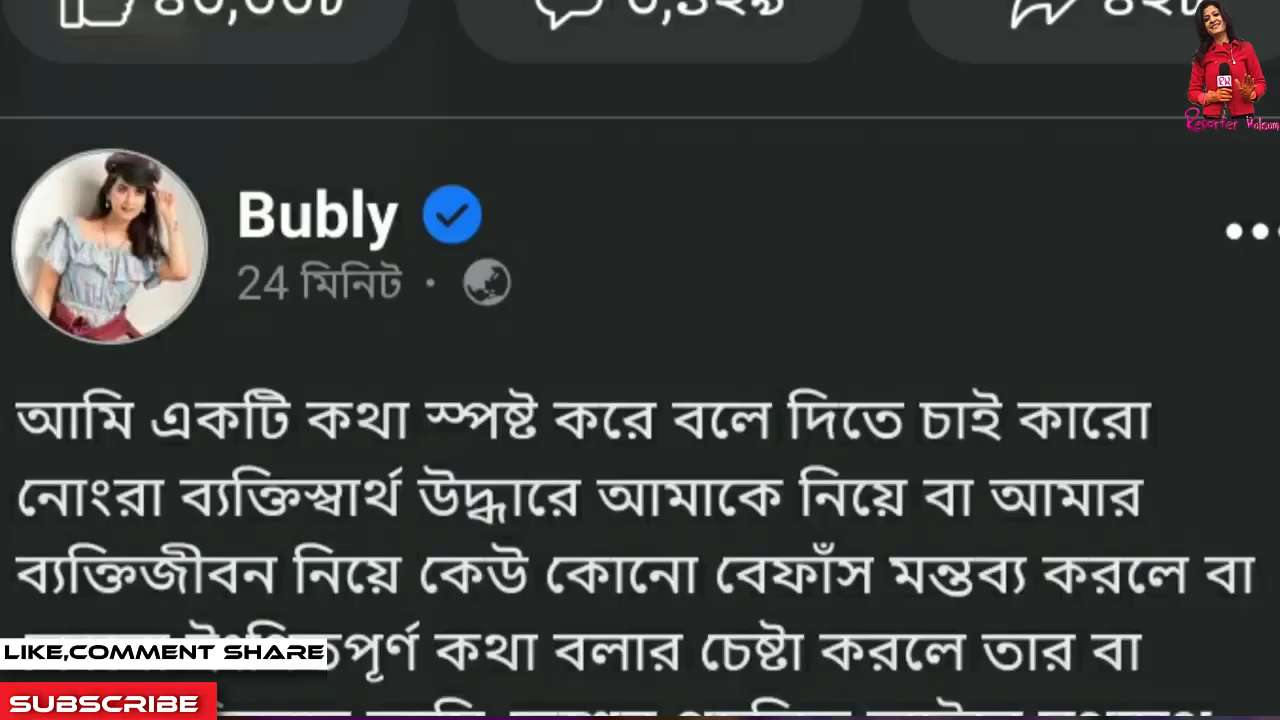 Reporter
Bubly
24 মিনিট ·
আমি একটি কথা স্পষ্ট করে বলে দিতে চাই কারো
নোংরা ব্যক্তিস্বার্থ উদ্ধারে আমাকে নিয়ে বা আমার
ব্যক্তিজীবন নিয়ে কেউ কোনো বেফাঁস মন্তব্য করলে বা
কথা বলার চেষ্টা করলে তার বা
LIKE,COMMENT SHARE
SUBSCRIBE